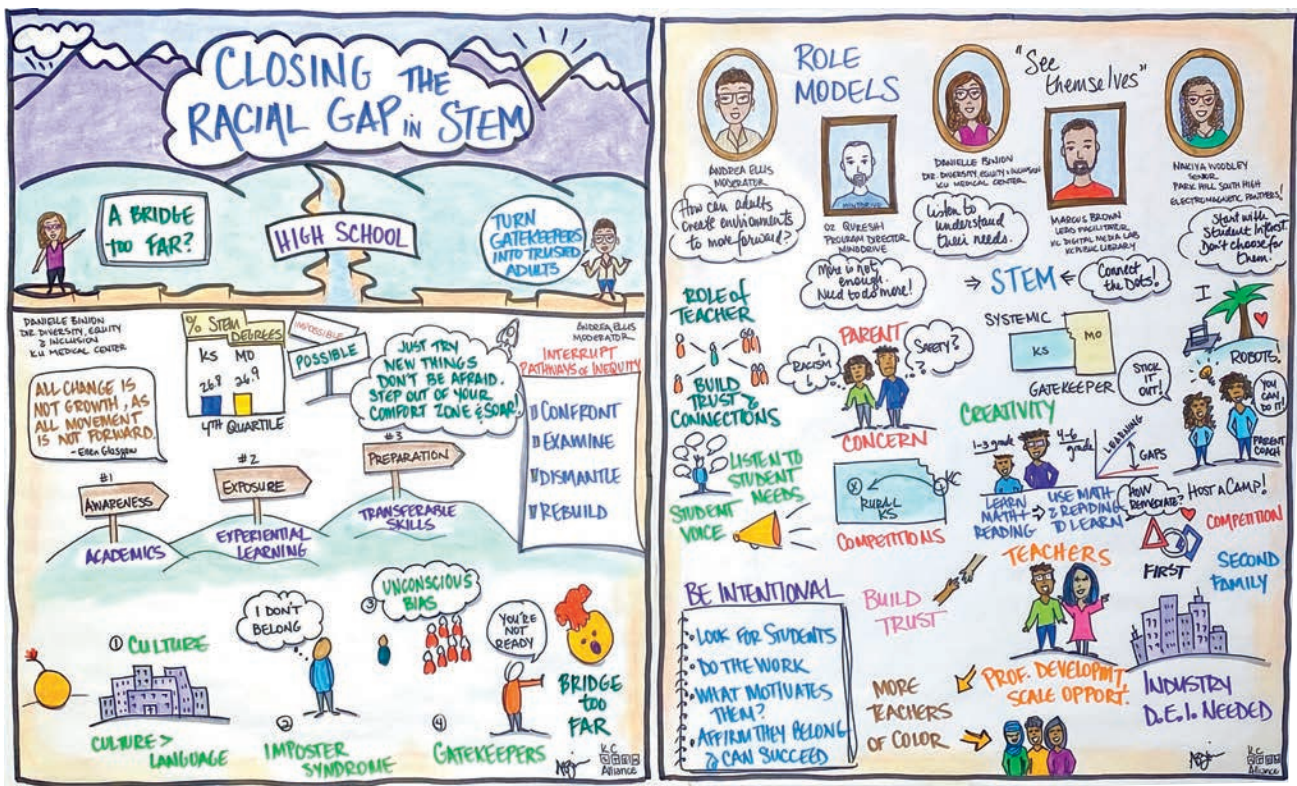 CLOSING THE
RACIAL GAP IN STEM
A BRIDGE
TOO FAR?
HIGH SCHOOL
TURN
GATEKEEPERS
INTO TRUSTED
ADULTS
DANIELLE BINION
DIR. DIVERSITY, EQUITY
& INCLUSION
KU MEDICAL CENTER
% STEM
DEGREES
KS MO
26.8 26.9
4TH QUARTILE
IMPOSSIBLE
POSSIBLE
JUST TRY
NEW THINGS
DON'T BE AFRAID.
STEP OUT OF YOUR
COMFORT ZONE & SOAR!
ANDREA ELLIS
MODERATOR
INTERRUPT
PATHWAYS OF INEQUITY
CONFRONT
EXAMINE
DISMANTLE
REBUILD
ALL CHANGE IS
NOT GROWTH, AS
ALL MOVEMENT
IS NOT FORWARD.
- Ellen Glasgow
#1
AWARENESS
ACADEMICS
#2
EXPOSURE
EXPERIENTIAL
LEARNING
#3
PREPARATION
TRANSFERABLE
SKILLS
① CULTURE
CULTURE >
LANGUAGE
I DON'T
BELONG
②
IMPOSTER
SYNDROME
③
UNCONSCIOUS
BIAS
④
GATEKEEPERS
YOU'RE
NOT
READY
BRIDGE
TOO
FAR
KC
STEM
Alliance
ROLE
MODELS
"See
themselves"
ANDREA ELLIS
MODERATOR
How can adults
create environments
to move forward?
MINDDRIVE
OZ QURESHI
PROGRAM DIRECTOR
MINDDRIVE
More is not
enough.
Need to do more!
DANIELLE BINION
DIR. DIVERSITY, EQUITY & INCLUSION
KU MEDICAL CENTER
Listen to
understand
their needs.
MARCUS BROWN
LEAD FACILITATOR
KC DIGITAL MEDIA LAB
KC PUBLIC LIBRARY
NAKIYA WOODLEY
SENIOR
PARK HILL SOUTH HIGH
ELECTROMAGNETIC PANTHERS!
Start with
Student Interest.
Don't choose for
them.
⇒ STEM ⇐
Connect
the Dots!
ROLE of
TEACHER
BUILD
TRUST &
CONNECTIONS
PARENT
RACISM
!
SAFETY?
?
CONCERN
SYSTEMIC
KS
MO
GATEKEEPER
I
ROBOTS!
STICK
IT
OUT!
YOU
CAN
DO IT!
PARENT
COACH
LISTEN TO
STUDENT
NEEDS
STUDENT
VOICE
X
KC
RURAL
KS
COMPETITIONS
CREATIVITY
1-3 grade
4-6
grade
LEARN
MATH +
READING
⇒
USE MATH
& READING
TO LEARN
LEARNING
GAPS
HOW
REMEDIATE?
HOST A CAMP!
COMPETITION
FIRST
SECOND
FAMILY
BE INTENTIONAL
• LOOK FOR STUDENTS
• DO THE WORK
• WHAT MOTIVATES
THEM?
• AFFIRM THEY BELONG
& CAN SUCCEED
BUILD
TRUST
TEACHERS
PROF. DEVELOPMT.
SCALE OPPORT.
MORE
TEACHERS
OF COLOR
INDUSTRY
D.E.I. NEEDED
KC
STEM
Alliance